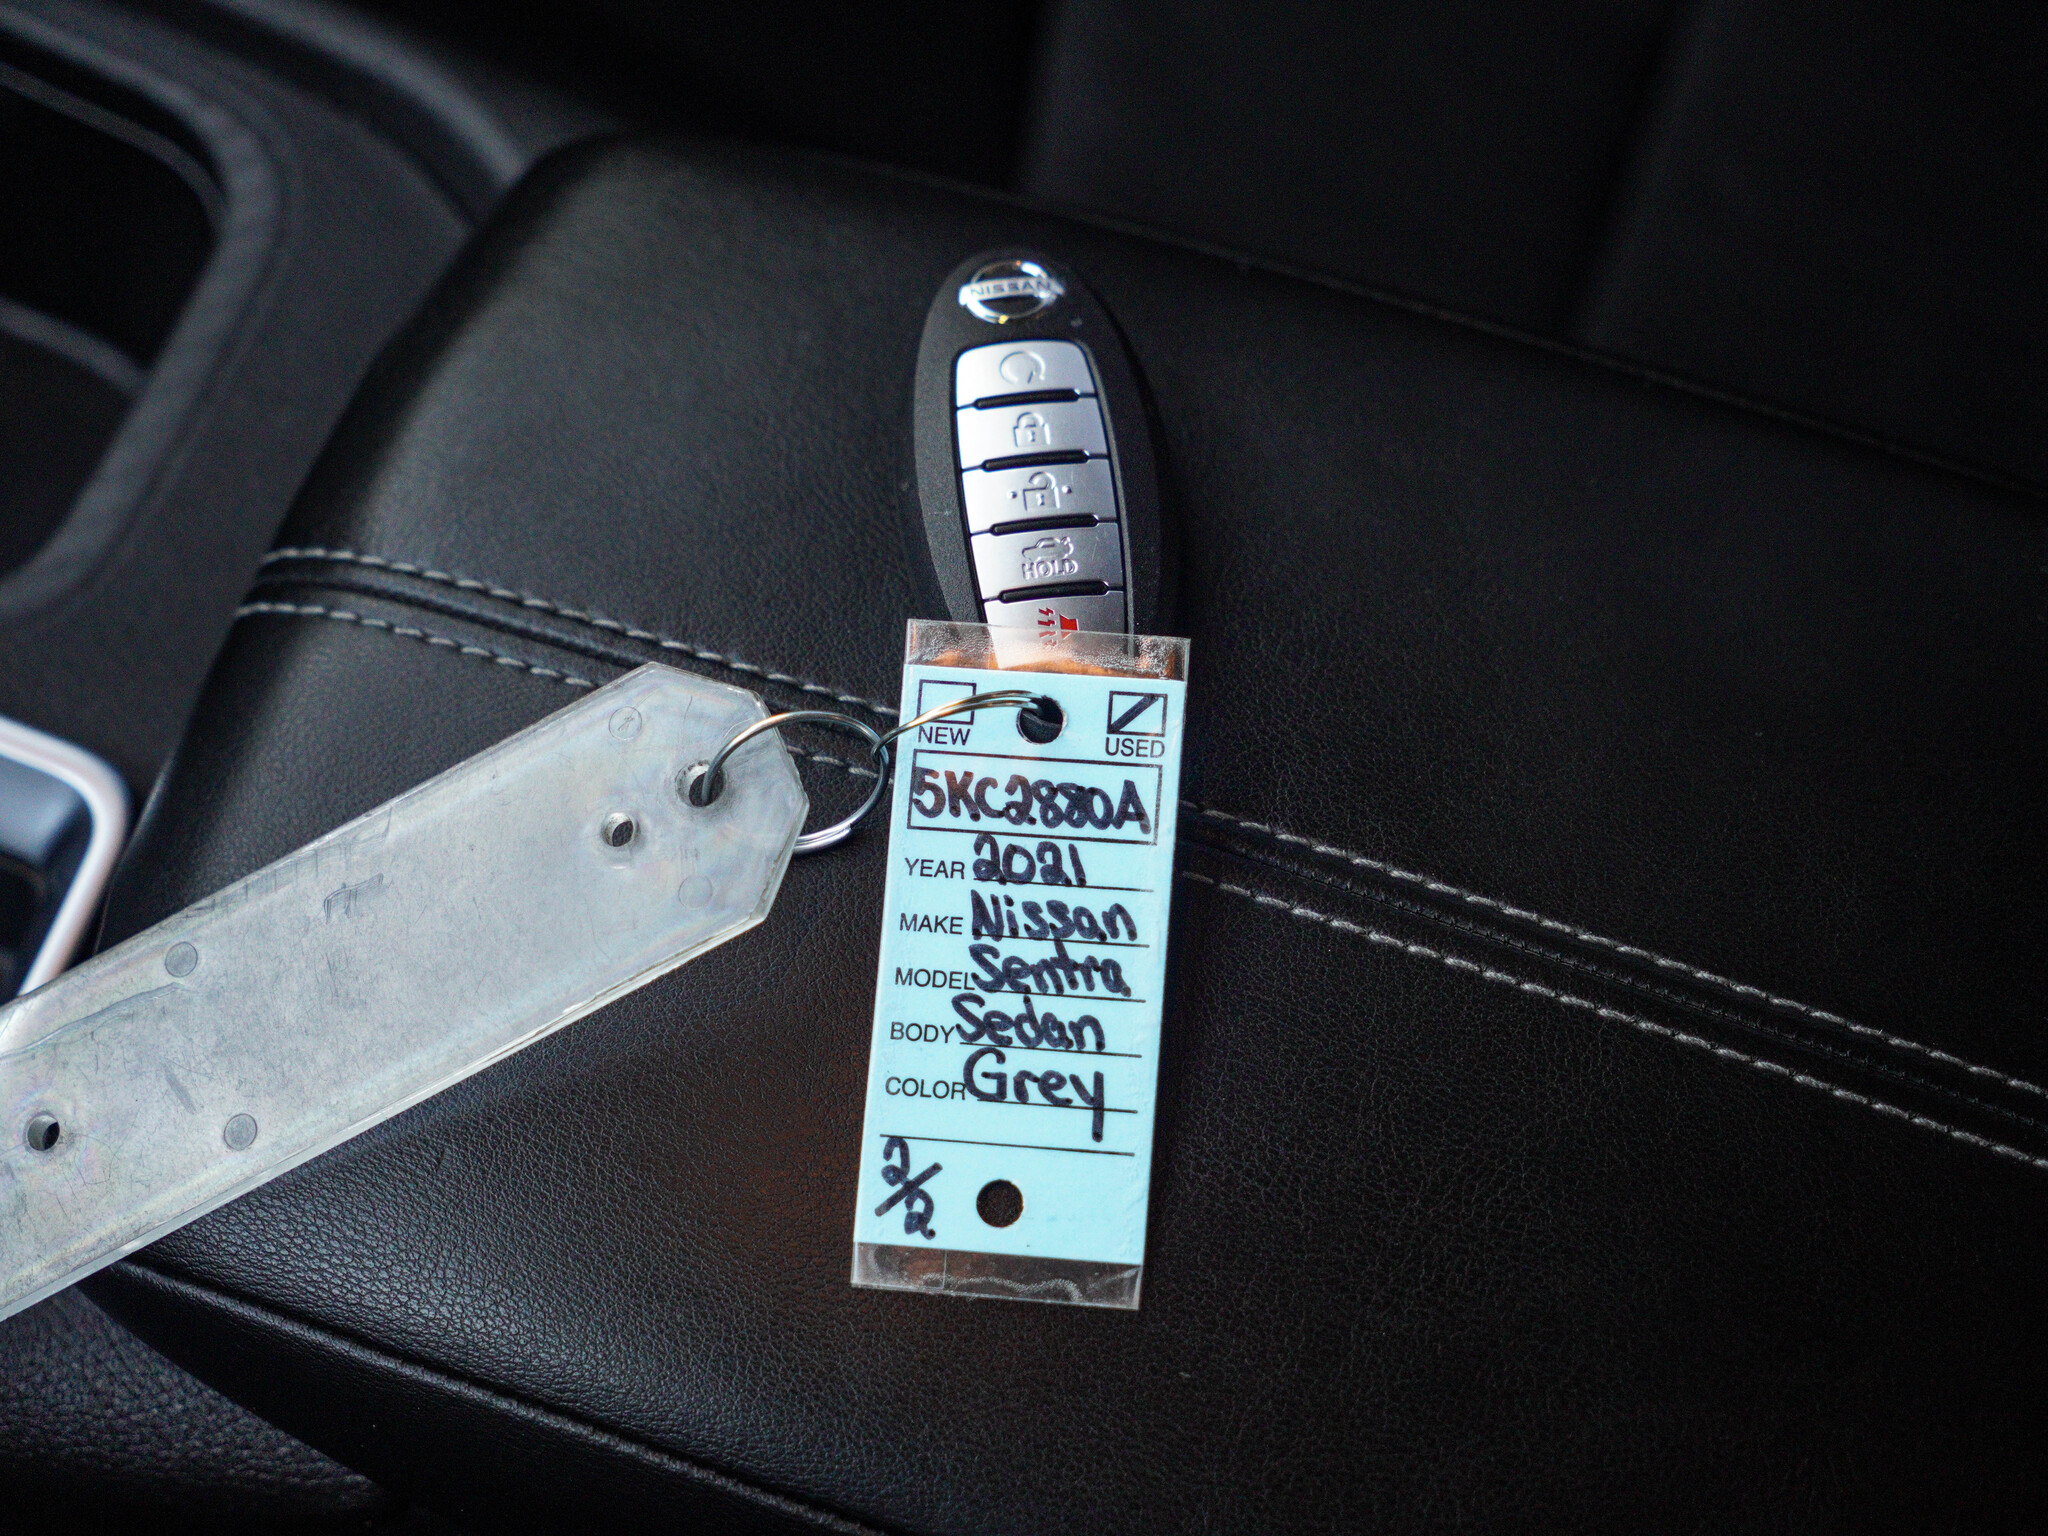 NISSAN
HOLD
NEW USED
5KC2880A
YEAR 2021
MAKE Nissan
MODEL Sentra
BODY Sedan
COLOR Grey
2/2